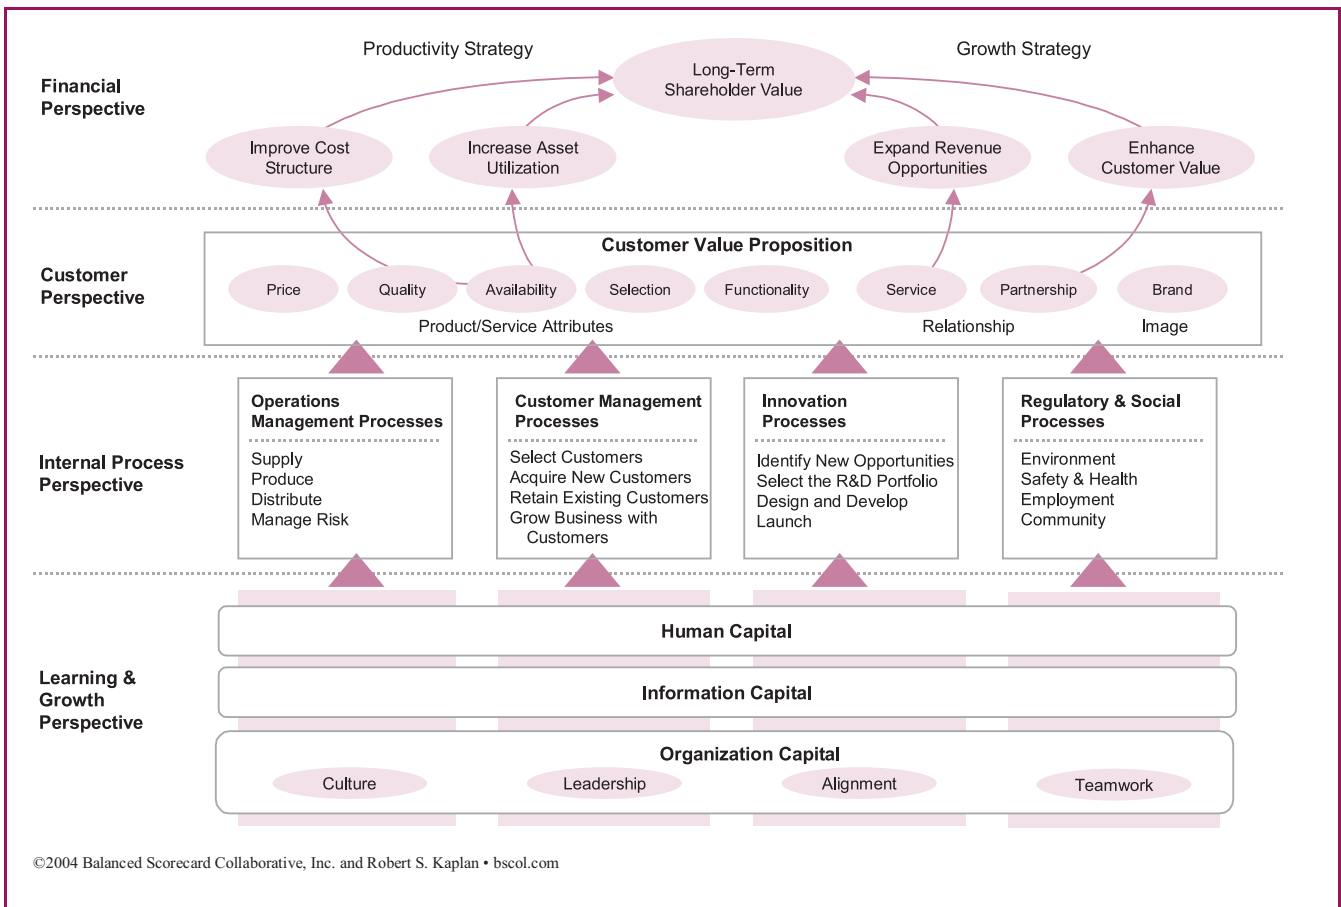 Productivity Strategy
Growth Strategy
Financial
Perspective
Long-Term
Shareholder Value
Improve Cost
Structure
Increase Asset
Utilization
Expand Revenue
Opportunities
Enhance
Customer Value
Customer
Perspective
Customer Value Proposition
Price
Quality
Availability
Selection
Functionality
Service
Partnership
Brand
Product/Service Attributes
Relationship
Image
Internal Process
Perspective
Operations
Management Processes
Supply
Produce
Distribute
Manage Risk
Customer Management
Processes
Select Customers
Acquire New Customers
Retain Existing Customers
Grow Business with
Customers
Innovation
Processes
Identify New Opportunities
Select the R&D Portfolio
Design and Develop
Launch
Regulatory & Social
Processes
Environment
Safety & Health
Employment
Community
Learning &
Growth
Perspective
Human Capital
Information Capital
Organization Capital
Culture
Leadership
Alignment
Teamwork
©2004 Balanced Scorecard Collaborative, Inc. and Robert S. Kaplan • bscol.com